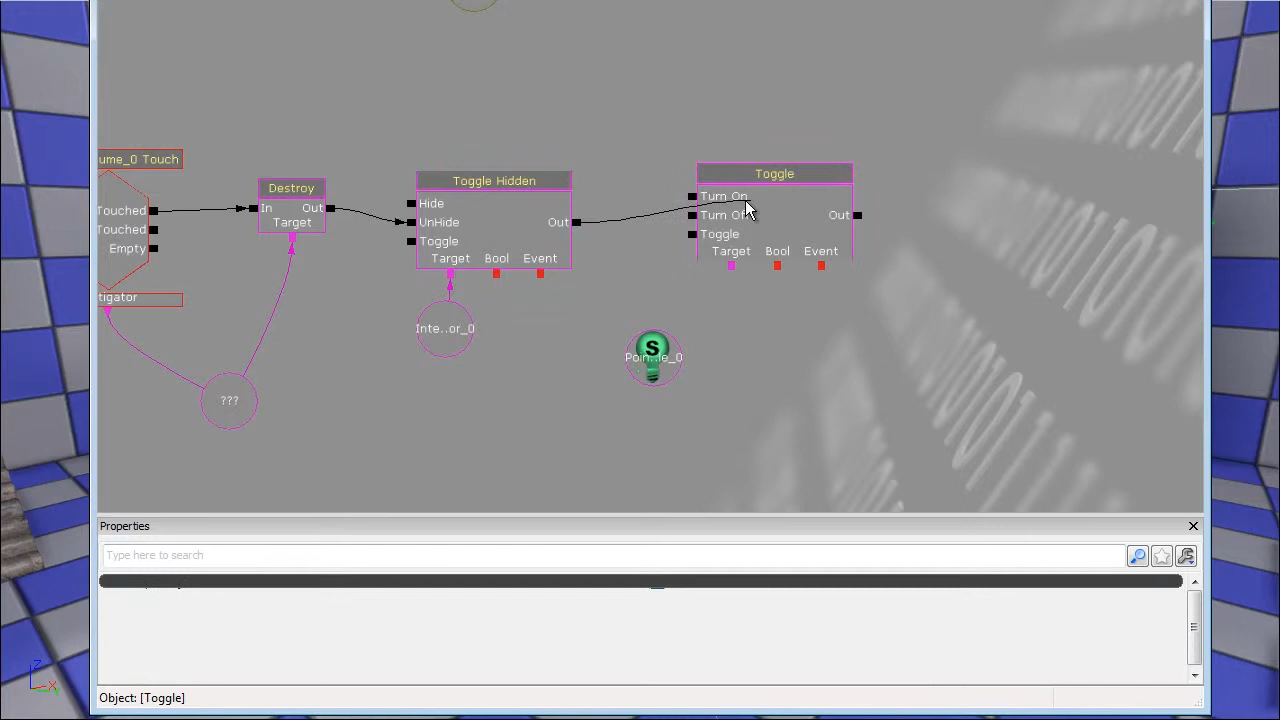 ume_0 Touch
Touched
Touched
Empty
tigator
Destroy
In Out
Target
???
Toggle Hidden
Hide
UnHide Out
Toggle
Target Bool Event
Inte..or_0
S
Poin..le_0
Toggle
Turn On
Turn Off Out
Toggle
Target Bool Event
Properties
Type here to search
Object: [Toggle]
Z
X
Y